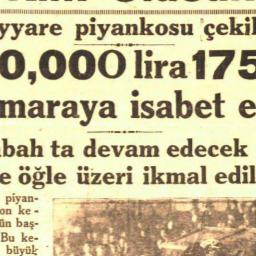 yyare piyankosu çekil
0,000 lira 175
maraya isabet e
bah ta devam edecek
e öğle üzeri ikmal edil
piyan-
on ke -
ün baş-
Bu ke-
büyük